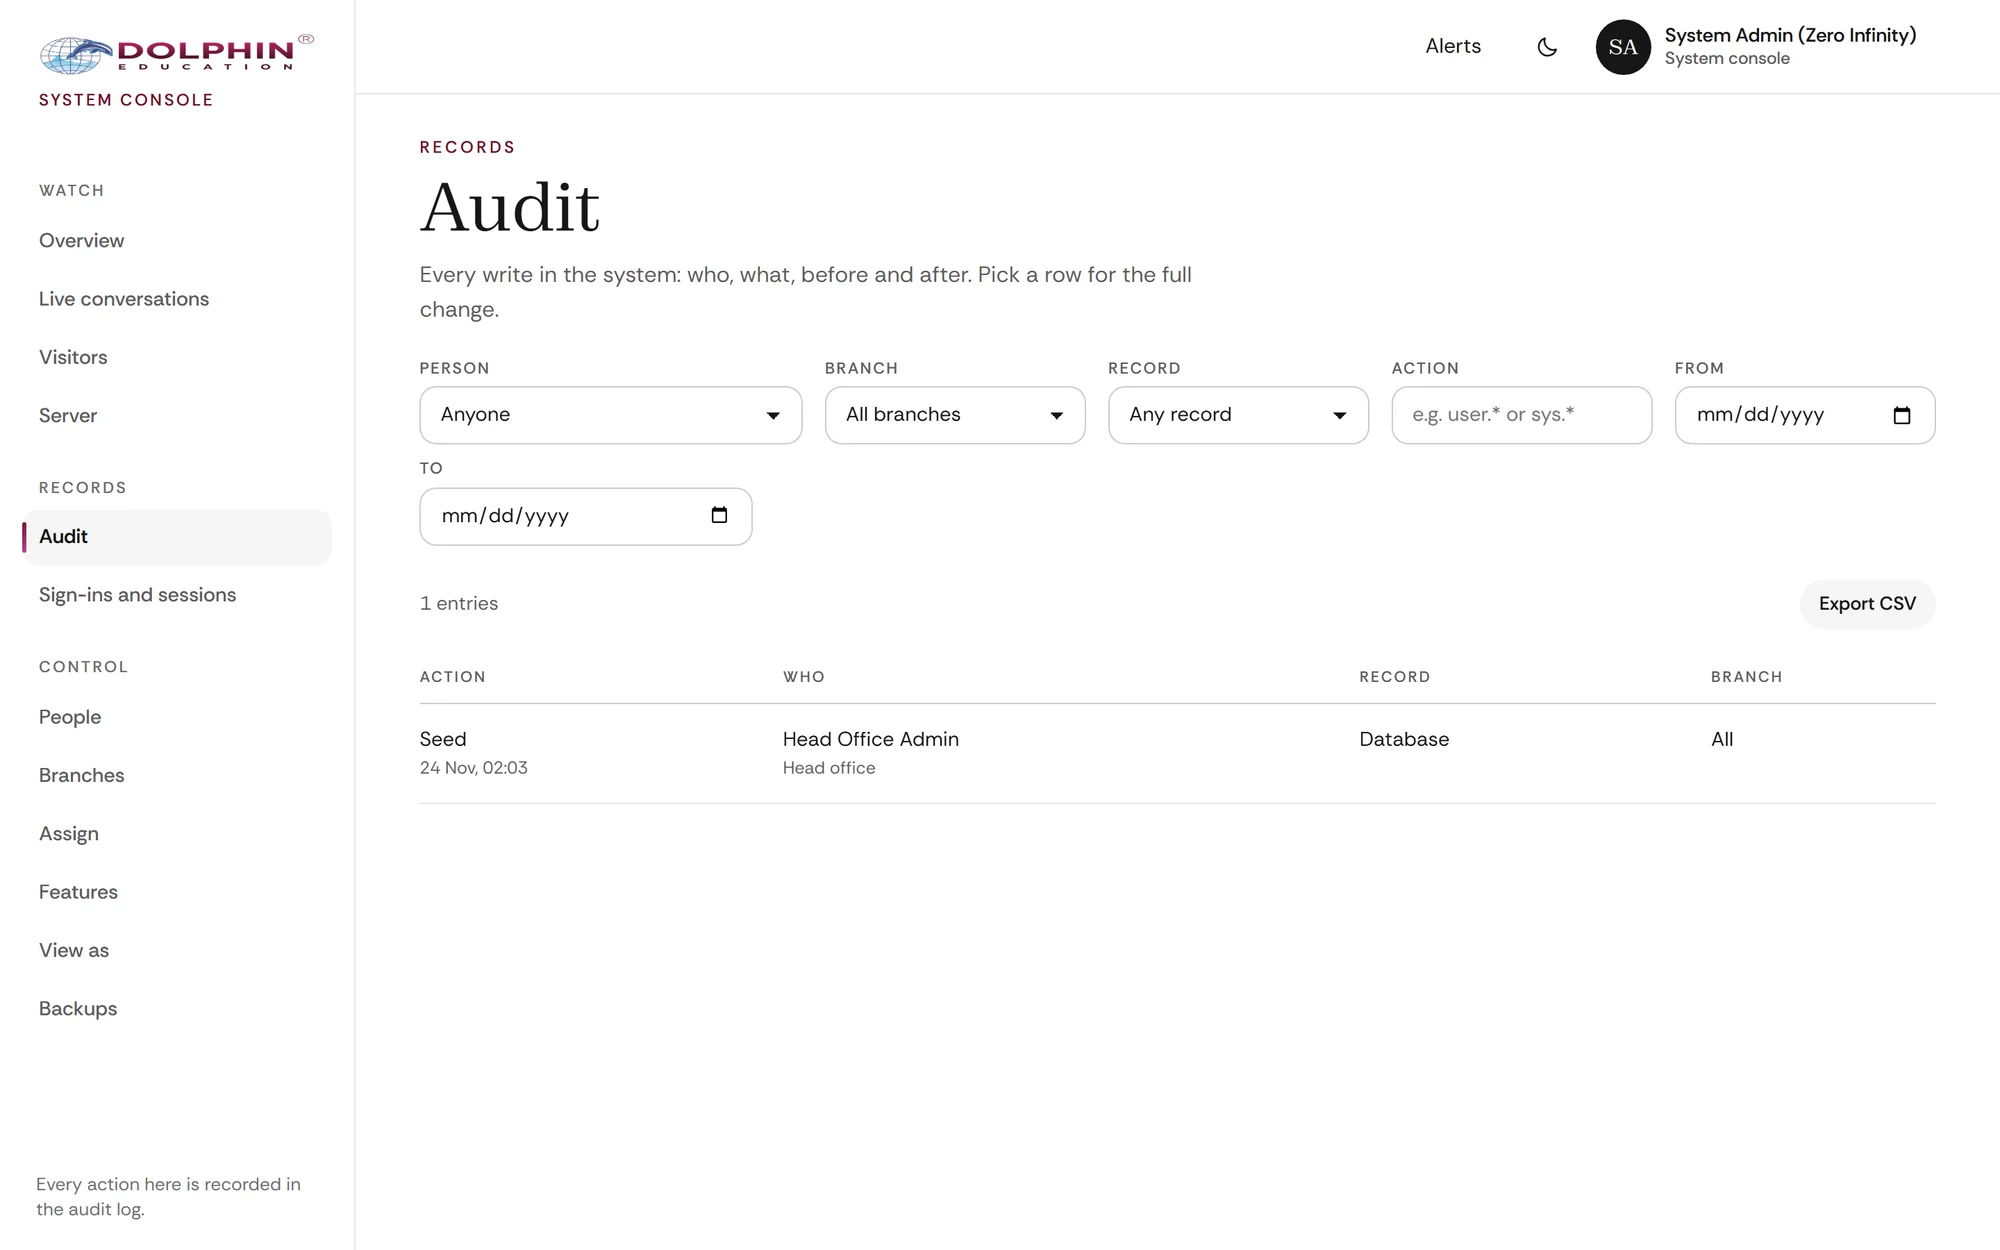 DOLPHIN ®
EDUCATION
SYSTEM CONSOLE
WATCH
Overview
Live conversations
Visitors
Server
RECORDS
Audit
Sign-ins and sessions
CONTROL
People
Branches
Assign
Features
View as
Backups
Every action here is recorded in
the audit log.
Alerts
SA
System Admin (Zero Infinity)
System console
RECORDS
Audit
Every write in the system: who, what, before and after. Pick a row for the full
change.
PERSON BRANCH RECORD ACTION FROM
Anyone All branches Any record e.g. user.* or sys.* mm/dd/yyyy
TO
mm/dd/yyyy
1 entries Export CSV
ACTION WHO RECORD BRANCH
Seed Head Office Admin Database All
24 Nov, 02:03 Head office